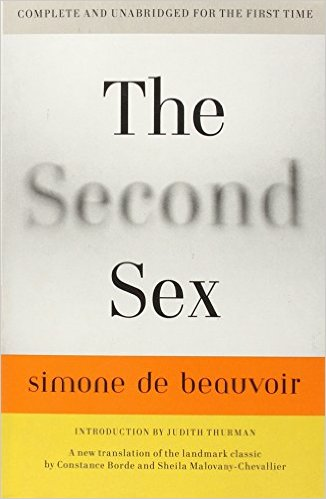 COMPLETE AND UNABRIDGED FOR THE FIRST TIME
The
Second
Sex
simone de beauvoir
INTRODUCTION BY JUDITH THURMAN
A new translation of the landmark classic
by Constance Borde and Sheila Malovany-Chevallier